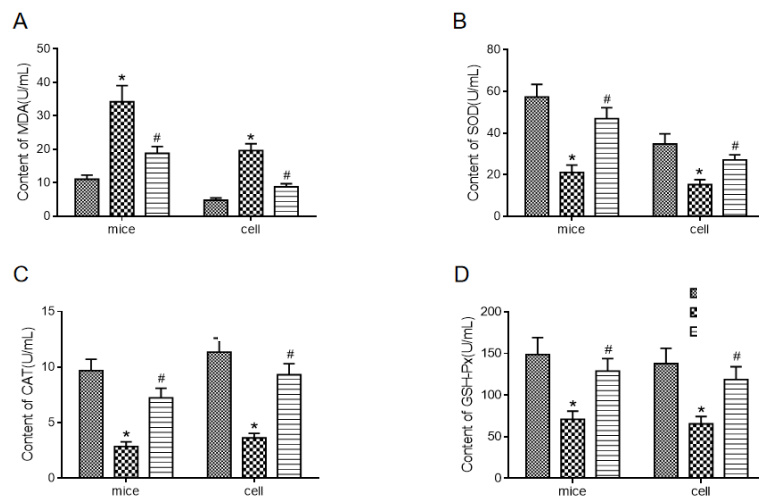 A
Content of MDA(U/mL)
50
40
30
20
10
0
*
#
*
#
mice
cell
B
Content of SOD(U/mL)
80
60
40
20
0
*
#
*
#
mice
cell
C
Content of CAT(U/mL)
15
10
5
0
*
#
*
#
mice
cell
D
Content of GSH-Px(U/mL)
200
150
100
50
0
*
#
*
#
mice
cell